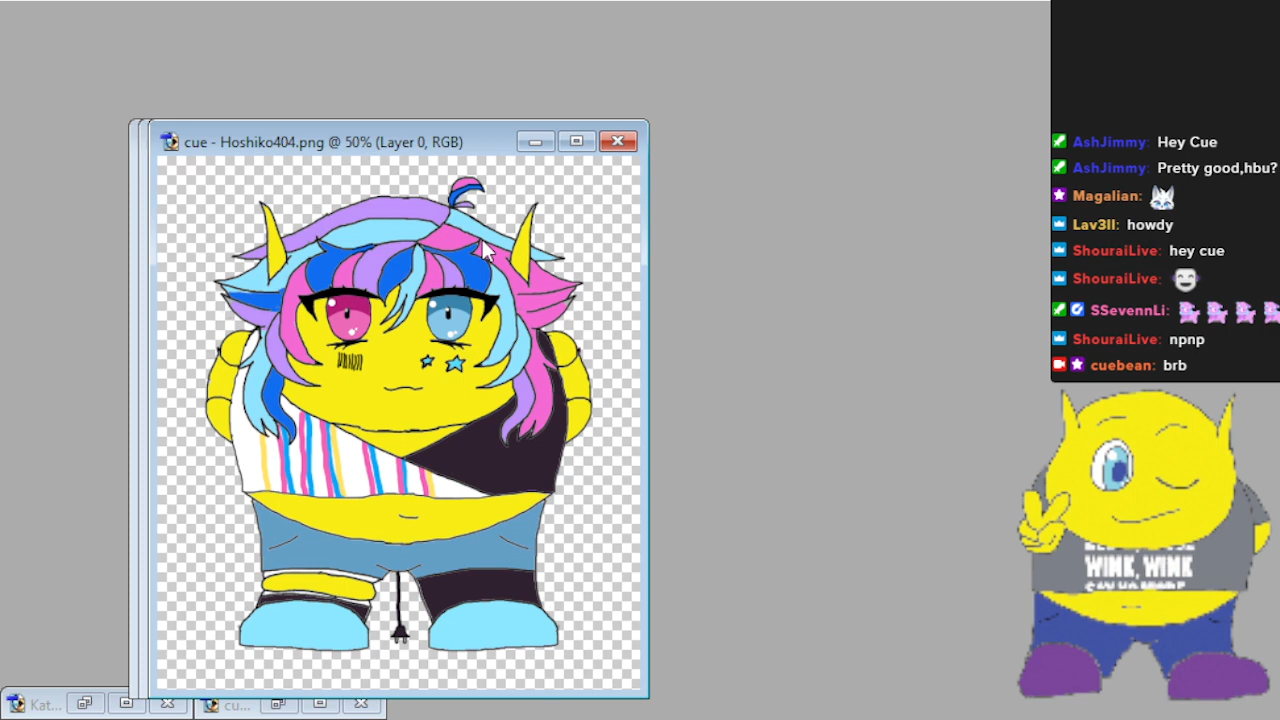 cue - Hoshiko404.png @ 50% (Layer 0, RGB)
AshJimmy: Hey Cue
AshJimmy: Pretty good,hbu?
Magalian:
Lav3ll: howdy
ShouraiLive: hey cue
ShouraiLive:
SSevennLi:
ShouraiLive: npnp
cuebean: brb
WINK, WINK
Kat...
cu...